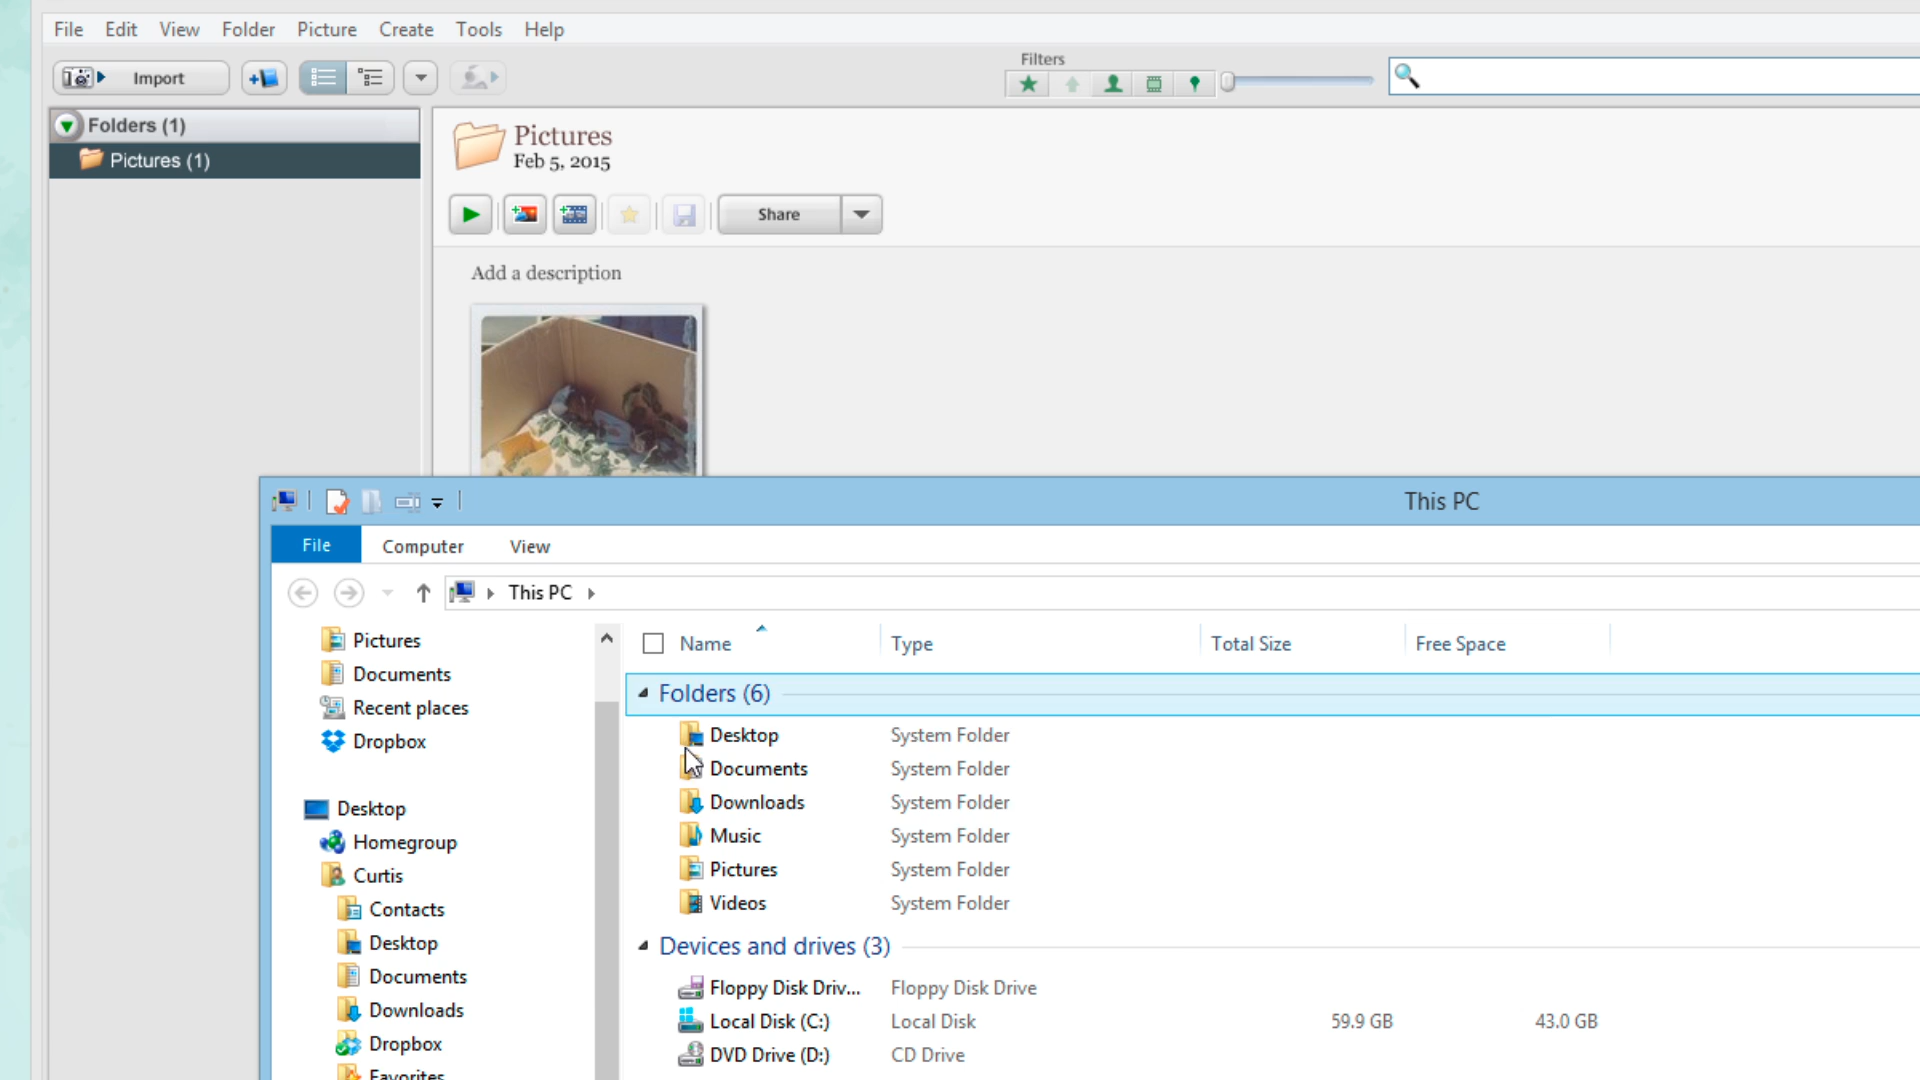 File Edit View Folder Picture Create Tools Help
Filters
Import
Folders (1)
Pictures (1)
Pictures
Feb 5, 2015
Share
Add a description
This PC
File Computer View
This PC
Pictures
Documents
Recent places
Dropbox
Desktop
Homegroup
Curtis
Contacts
Desktop
Documents
Downloads
Dropbox
Favorites
Name Type Total Size Free Space
Folders (6)
Desktop System Folder
Documents System Folder
Downloads System Folder
Music System Folder
Pictures System Folder
Videos System Folder
Devices and drives (3)
Floppy Disk Driv... Floppy Disk Drive
Local Disk (C:) Local Disk 59.9 GB 43.0 GB
DVD Drive (D:) CD Drive